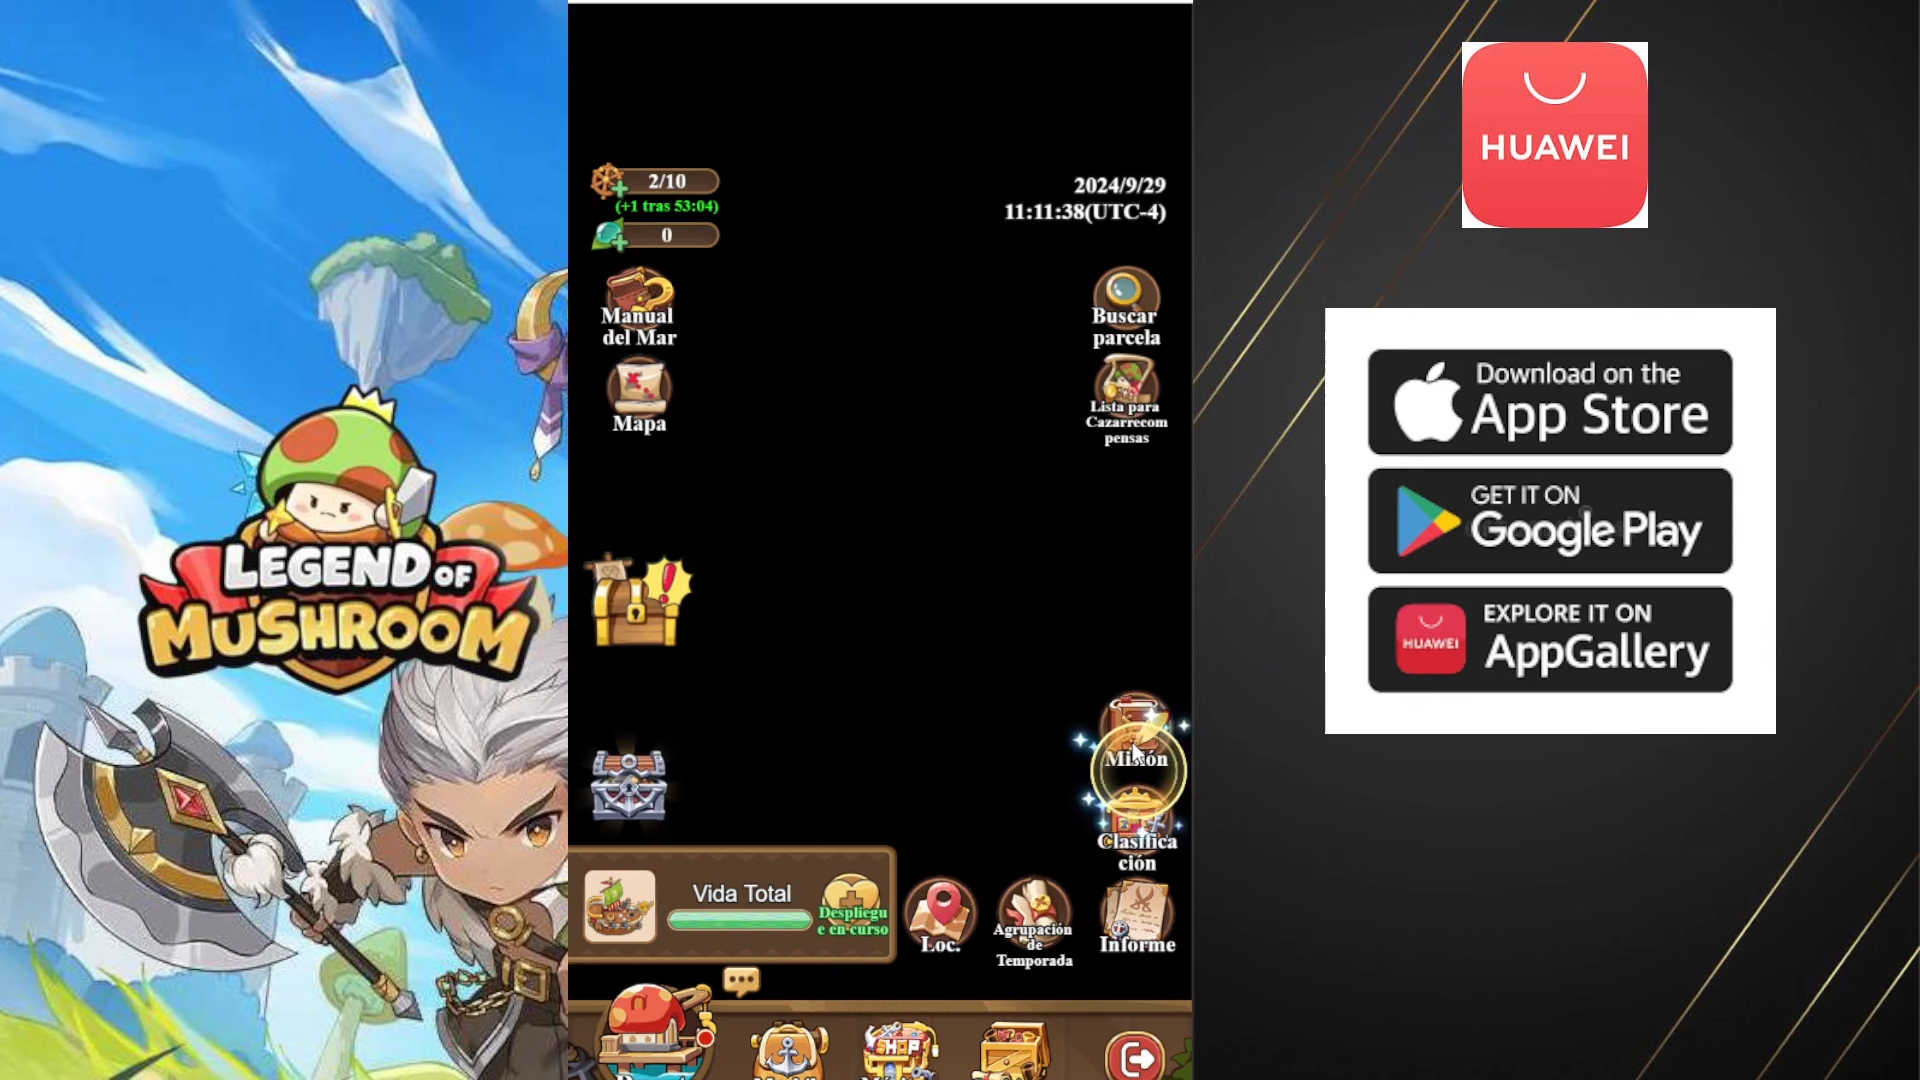 LEGEND OF
MUSHROOM
2/10
(+1 tras 53:04)
0
2024/9/29
11:11:38(UTC-4)
Manual
del Mar
Mapa
Buscar
parcela
Lista para
Cazarrecom
pensas
Misión
Clasifica
ción
Vida Total
Desplieg​u
e en curso
Loc.
Agrupación
de
Temporada
Informe
SHOP
HUAWEI
Download on the
App Store
GET IT ON
Google Play
HUAWEI
EXPLORE IT ON
AppGallery